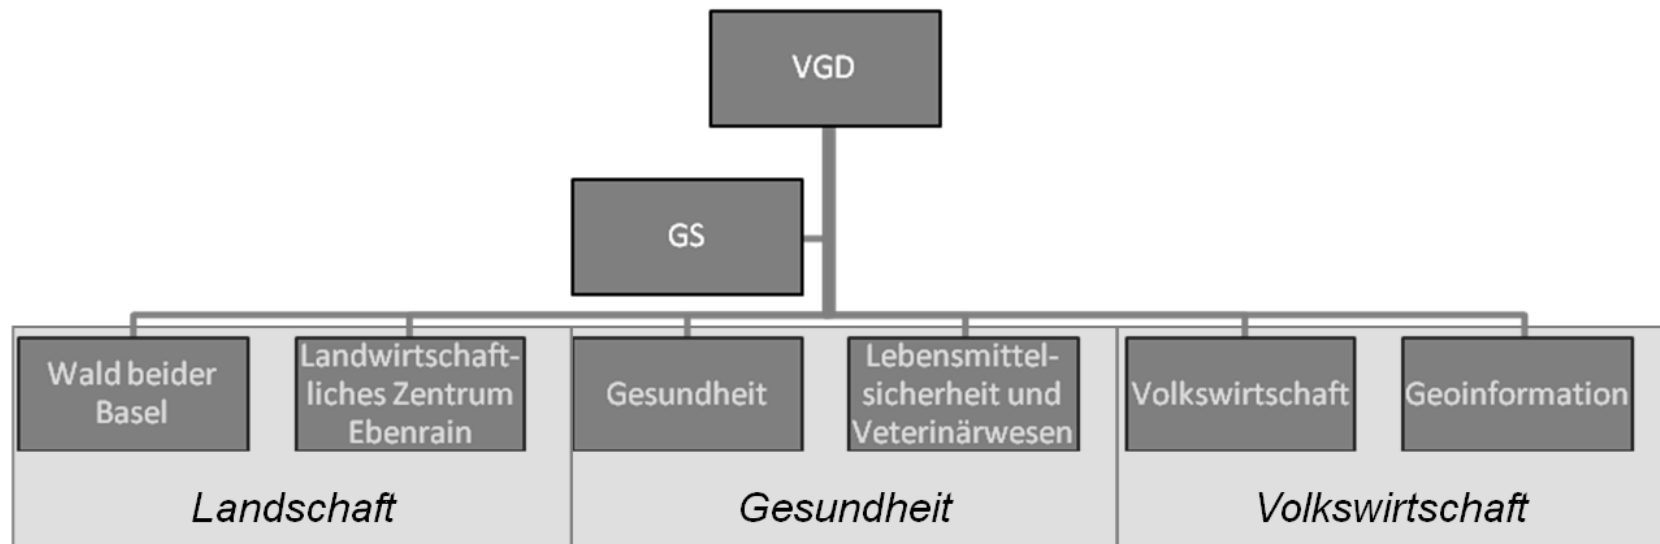 VGD
GS
Wald beider
Basel
Landwirtschaft-
liches Zentrum
Ebenrain
Gesundheit
Lebensmittel-
sicherheit und
Veterinärwesen
Volkswirtschaft
Geoinformation
Landschaft
Gesundheit
Volkswirtschaft